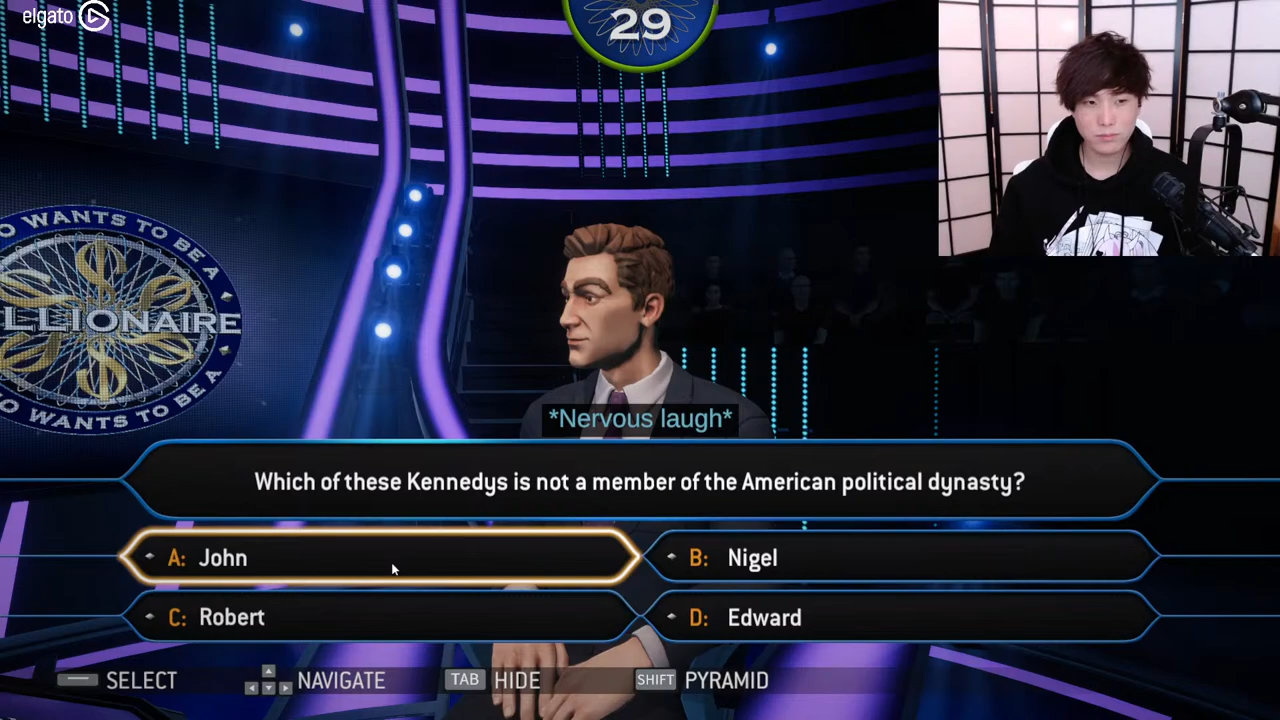 elgato
29
O WANTS TO BE A
LLIONAIRE
O WANTS TO BE A
*Nervous laugh*
Which of these Kennedys is not a member of the American political dynasty?
A: John
B: Nigel
C: Robert
D: Edward
SELECT
NAVIGATE
TAB HIDE
SHIFT PYRAMID